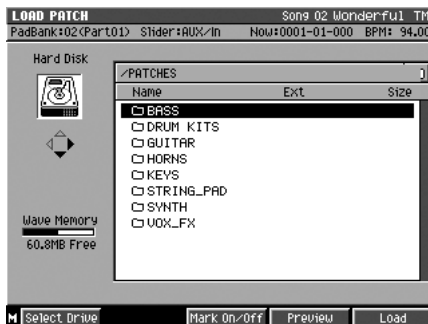 LOAD PATCH Song 02 Wonderful TM
PadBank:02(Part01) Slider:AUX/In Now:0001-01-000 BPM: 94.00
Hard Disk
/PATCHES
Name Ext Size
BASS
DRUM KITS
GUITAR
HORNS
KEYS
STRING_PAD
SYNTH
VOX_FX
Wave Memory
60.8MB Free
M Select Drive Mark On/Off Preview Load